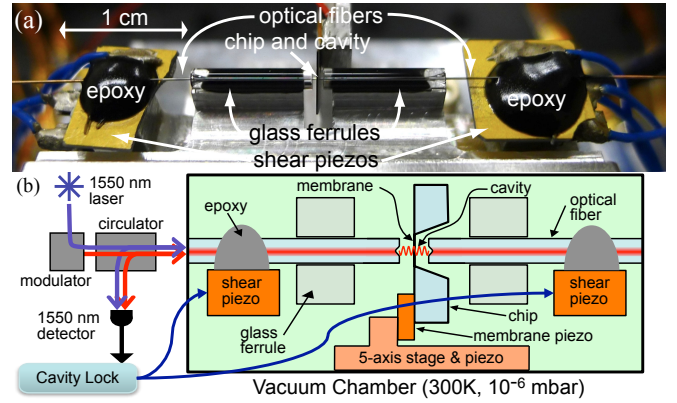 (a)
1 cm
optical fibers
chip and cavity
epoxy
epoxy
glass ferrules
shear piezos
(b)
1550 nm
laser
circulator
modulator
1550 nm
detector
Cavity Lock
epoxy
membrane
cavity
optical
fiber
shear
piezo
glass
ferrule
chip
membrane piezo
shear
piezo
5-axis stage & piezo
Vacuum Chamber (300K, 10⁻⁶ mbar)